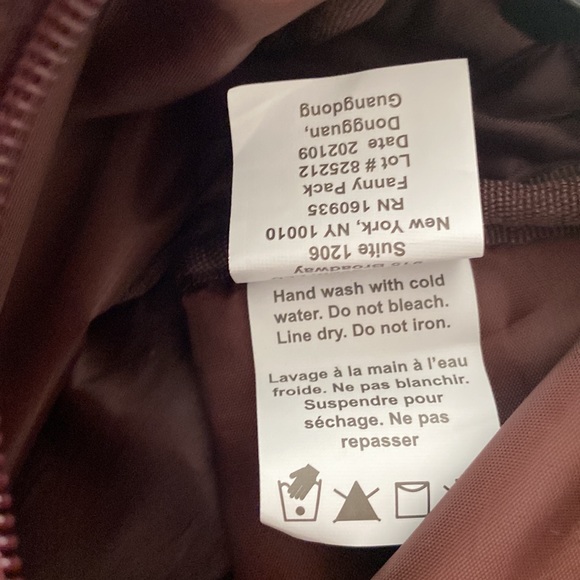 Broadway
Suite 1206
New York, NY 10010
RN 160935
Fanny Pack
Lot # 825212
Date 202109
Dongguan,
Guangdong
Hand wash with cold
water. Do not bleach.
Line dry. Do not iron.
Lavage à la main à l'eau
froide. Ne pas blanchir.
Suspendre pour
séchage. Ne pas
repasser